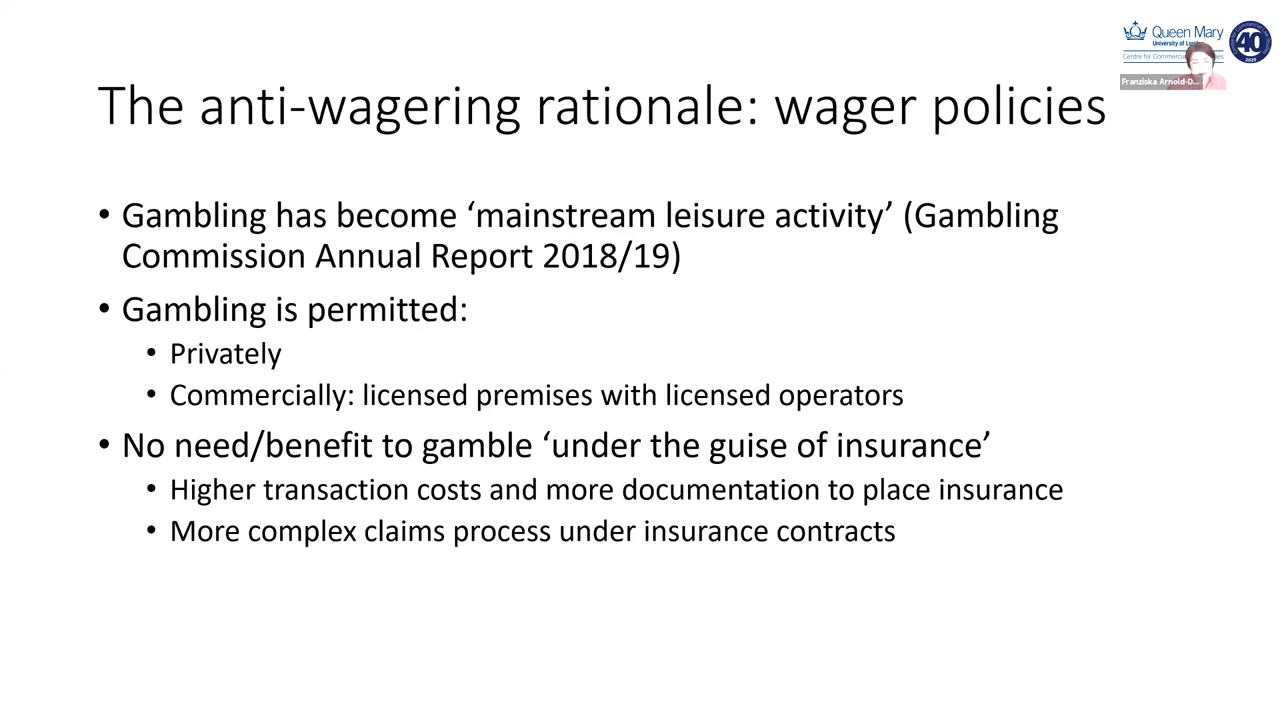 Queen Mary
University of London
Centre for Commercial
40
2020
Franziska Arnold-D...
The anti-wagering rationale: wager policies
• Gambling has become ‘mainstream leisure activity’ (Gambling
Commission Annual Report 2018/19)
• Gambling is permitted:
• Privately
• Commercially: licensed premises with licensed operators
• No need/benefit to gamble ‘under the guise of insurance’
• Higher transaction costs and more documentation to place insurance
• More complex claims process under insurance contracts